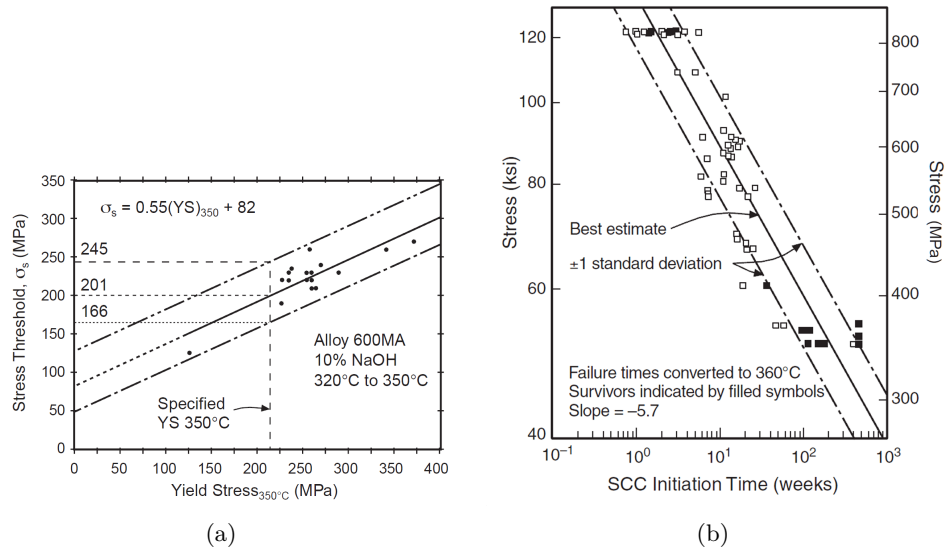 350
300
250
200
150
100
50
0
Stress Threshold, σs (MPa)
σs = 0.55(YS)350 + 82
245
201
166
Alloy 600MA
10% NaOH
320°C to 350°C
Specified
YS 350°C
0 50 100 150 200 250 300 350 400
Yield Stress350°C (MPa)
(a)
120
100
80
60
40
Stress (ksi)
800
700
600
500
400
300
Stress (MPa)
Best estimate
±1 standard deviation
Failure times converted to 360°C
Survivors indicated by filled symbols
Slope = –5.7
10–1 100 101 102 103
SCC Initiation Time (weeks)
(b)